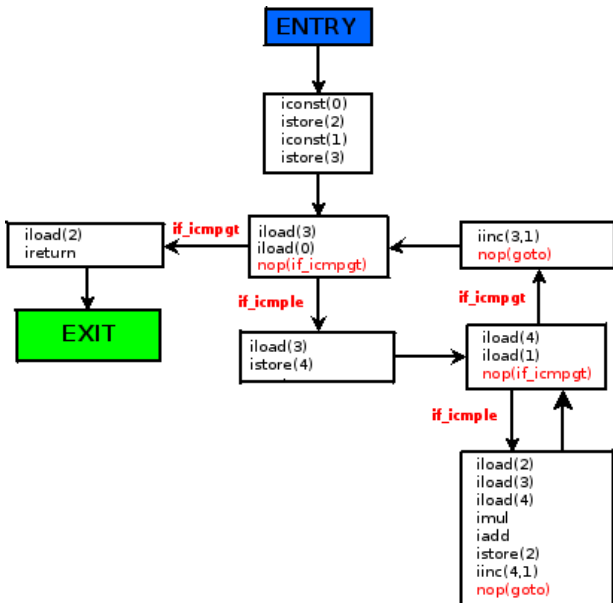 ENTRY
iconst(0)
istore(2)
iconst(1)
istore(3)
if_icmpgt
iload(2)
ireturn
iload(3)
iload(0)
nop(if_icmpgt)
iinc(3,1)
nop(goto)
if_icmple
if_icmpgt
EXIT
iload(3)
istore(4)
iload(4)
iload(1)
nop(if_icmpgt)
if_icmple
iload(2)
iload(3)
iload(4)
imul
iadd
istore(2)
iinc(4,1)
nop(goto)